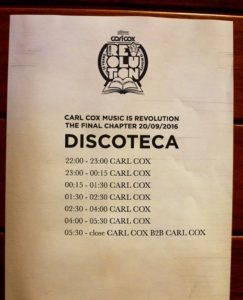 carl cox
REVOLUTION
CARL COX MUSIC IS REVOLUTION
THE FINAL CHAPTER 20/09/2016
DISCOTECA
22:00 - 23:00 CARL COX
23:00 - 00:15 CARL COX
00:15 - 01:30 CARL COX
01:30 - 02:30 CARL COX
02:30 - 04:00 CARL COX
04:00 - 05:30 CARL COX
05:30 - close CARL COX B2B CARL COX